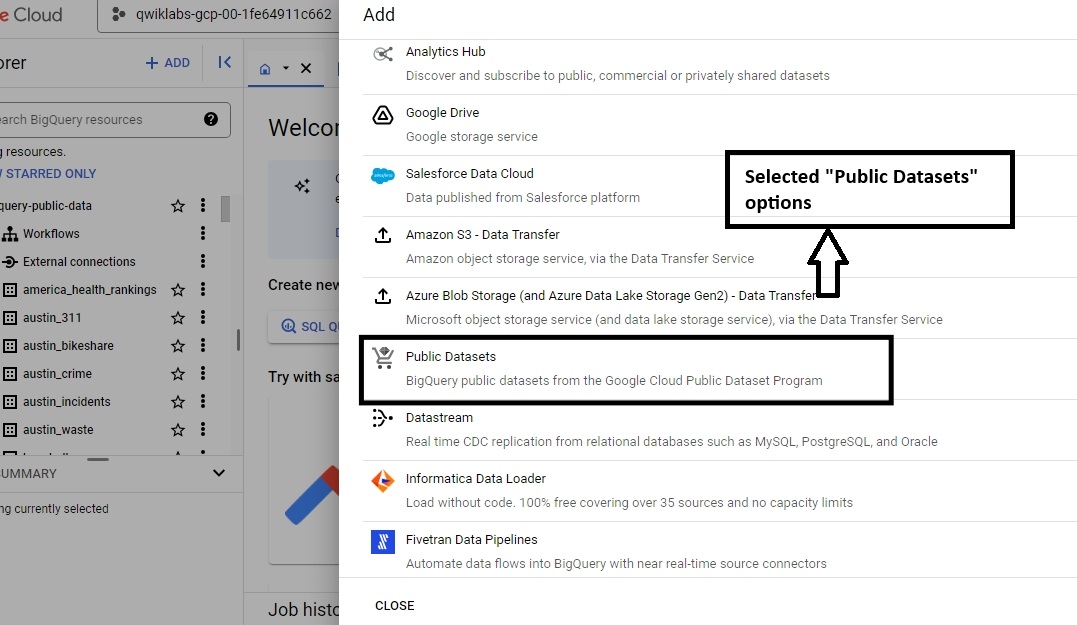 e Cloud
qwiklabs-gcp-00-1fe64911c662
orer
+ ADD
earch BigQuery resources
g resources.
STARRED ONLY
query-public-data
Workflows
External connections
america_health_rankings
austin_311
austin_bikeshare
austin_crime
austin_incidents
austin_waste
UMMARY
ng currently selected
Welcom
Create new
SQL QU
Try with sa
Job histo
Add
Analytics Hub
Discover and subscribe to public, commercial or privately shared datasets
Google Drive
Google storage service
Salesforce Data Cloud
Data published from Salesforce platform
Amazon S3 - Data Transfer
Amazon object storage service, via the Data Transfer Service
Azure Blob Storage (and Azure Data Lake Storage Gen2) - Data Transfer
Microsoft object storage service (and data lake storage service), via the Data Transfer Service
Public Datasets
BigQuery public datasets from the Google Cloud Public Dataset Program
Datastream
Real time CDC replication from relational databases such as MySQL, PostgreSQL, and Oracle
Informatica Data Loader
Load without code. 100% free covering over 35 sources and no capacity limits
Fivetran Data Pipelines
Automate data flows into BigQuery with near real-time source connectors
CLOSE
Selected "Public Datasets"
options